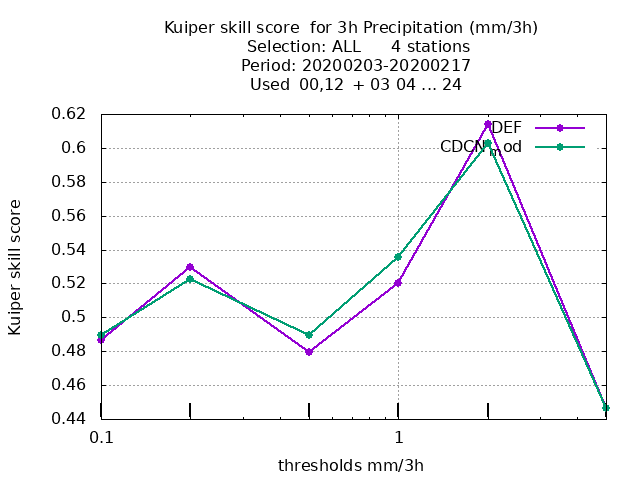 Kuiper skill score  for 3h Precipitation (mm/3h)
Selection: ALL      4 stations
Period: 20200203-20200217
Used  00,12  + 03 04 ... 24
DEF
CDCNmod
Kuiper skill score
0.62
0.6
0.58
0.56
0.54
0.52
0.5
0.48
0.46
0.44
0.1
1
thresholds mm/3h